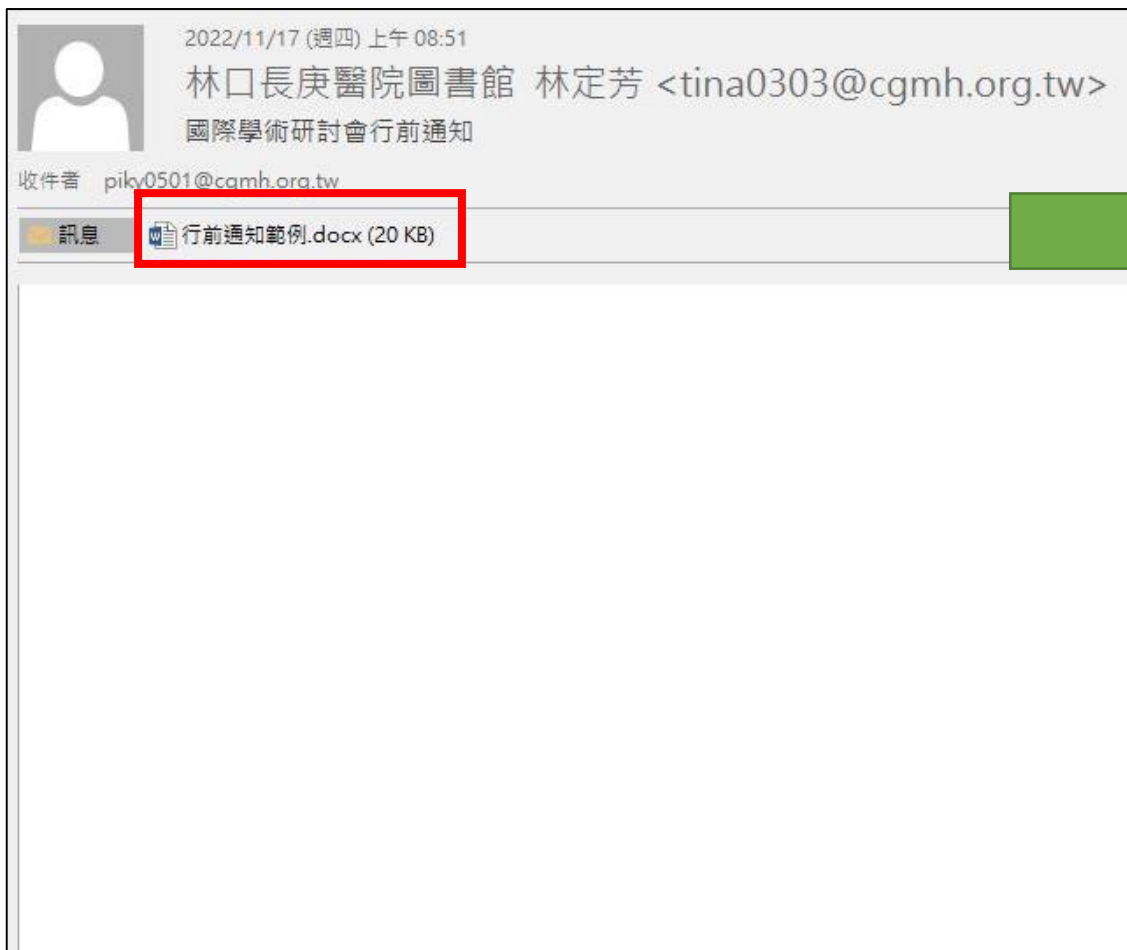 2022/11/17 (週四) 上午 08:51
林口長庚醫院圖書館 林定芳 <tina0303@cgmh.org.tw>
國際學術研討會行前通知
收件者 piky0501@cgmh.org.tw
訊息 行前通知範例.docx (20 KB)